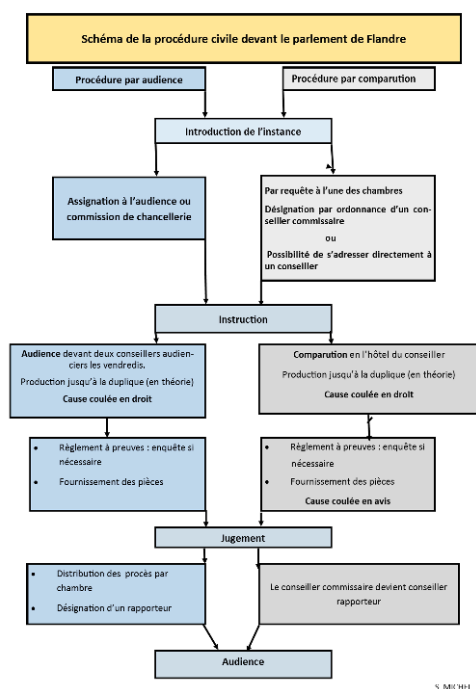 Schéma de la procédure civile devant le parlement de Flandre
Procédure par audience
Procédure par comparution
Introduction de l'instance
Assignation à l'audience ou
commission de chancellerie
Par requête à l'une des chambres
Désignation par ordonnance d'un con-
seiller commissaire
ou
Possibilité de s'adresser directement à
un conseiller
Instruction
Audience devant deux conseillers audien-
ciers les vendredis.
Production jusqu'à la duplique (en théorie)
Cause coulée en droit
Comparution en l'hôtel du conseiller
Production jusqu'à la duplique (en théorie)
Cause coulée en droit
• Règlement à preuves : enquête si
nécessaire
• Fournissement des pièces
• Règlement à preuves : enquête si
nécessaire
• Fournissement des pièces
Cause coulée en avis
Jugement
• Distribution des procès par
chambre
• Désignation d'un rapporteur
Le conseiller commissaire devient conseiller
rapporteur
Audience
S. MICHEL